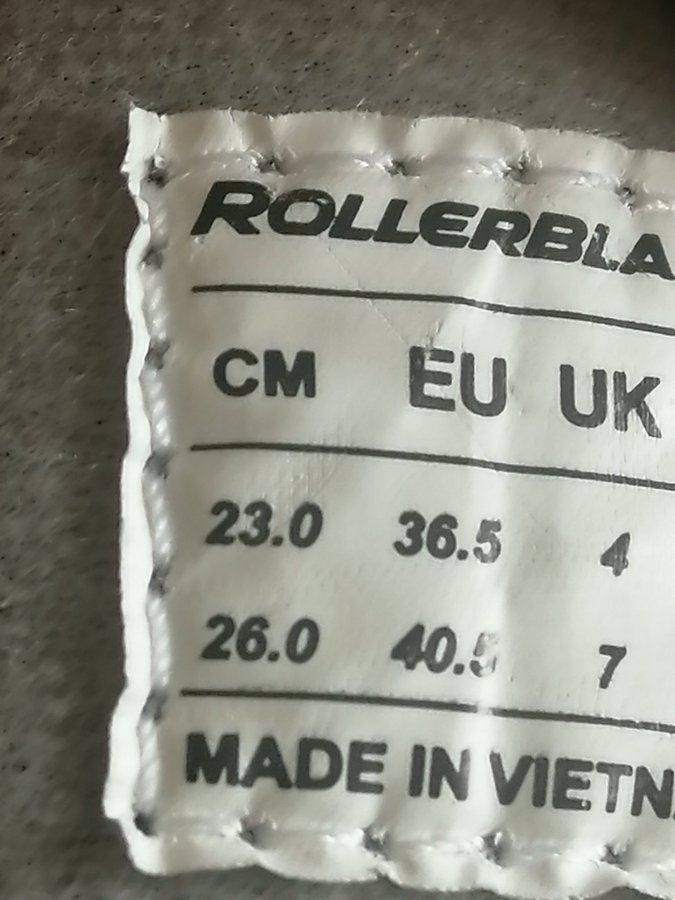 ROLLERBLA
CM EU UK
23.0 36.5 4
26.0 40.5 7
MADE IN VIETN